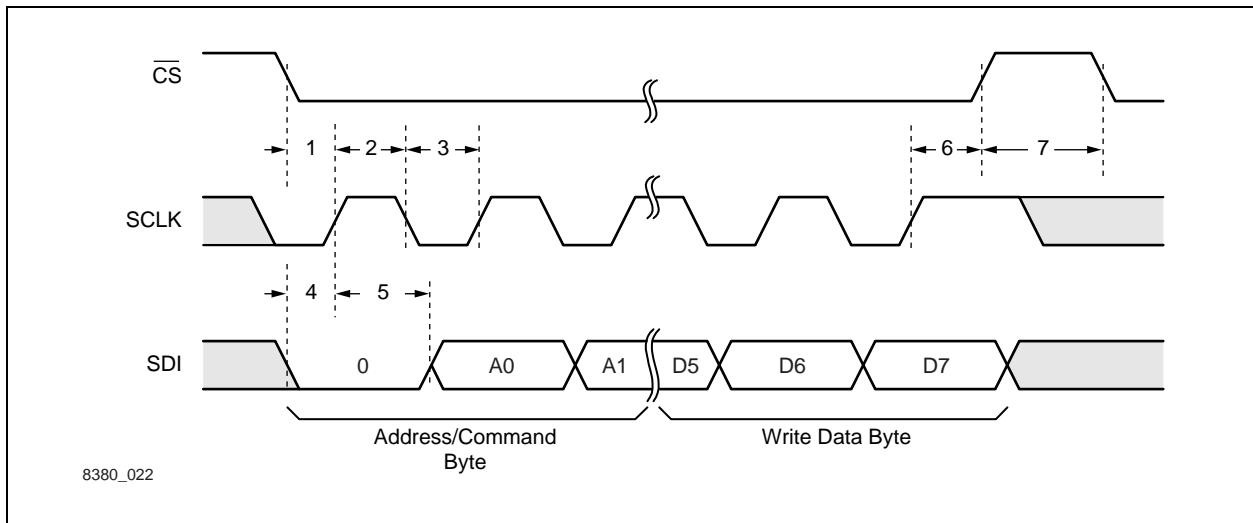 CS
1 2 3 6 7
SCLK
4 5
SDI 0 A0 A1 D5 D6 D7
Address/Command
Byte
Write Data Byte
8380_022